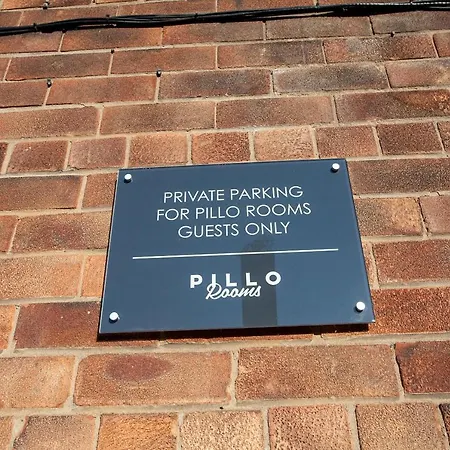 PRIVATE PARKING
FOR PILLO ROOMS
GUESTS ONLY
PILLO
Rooms